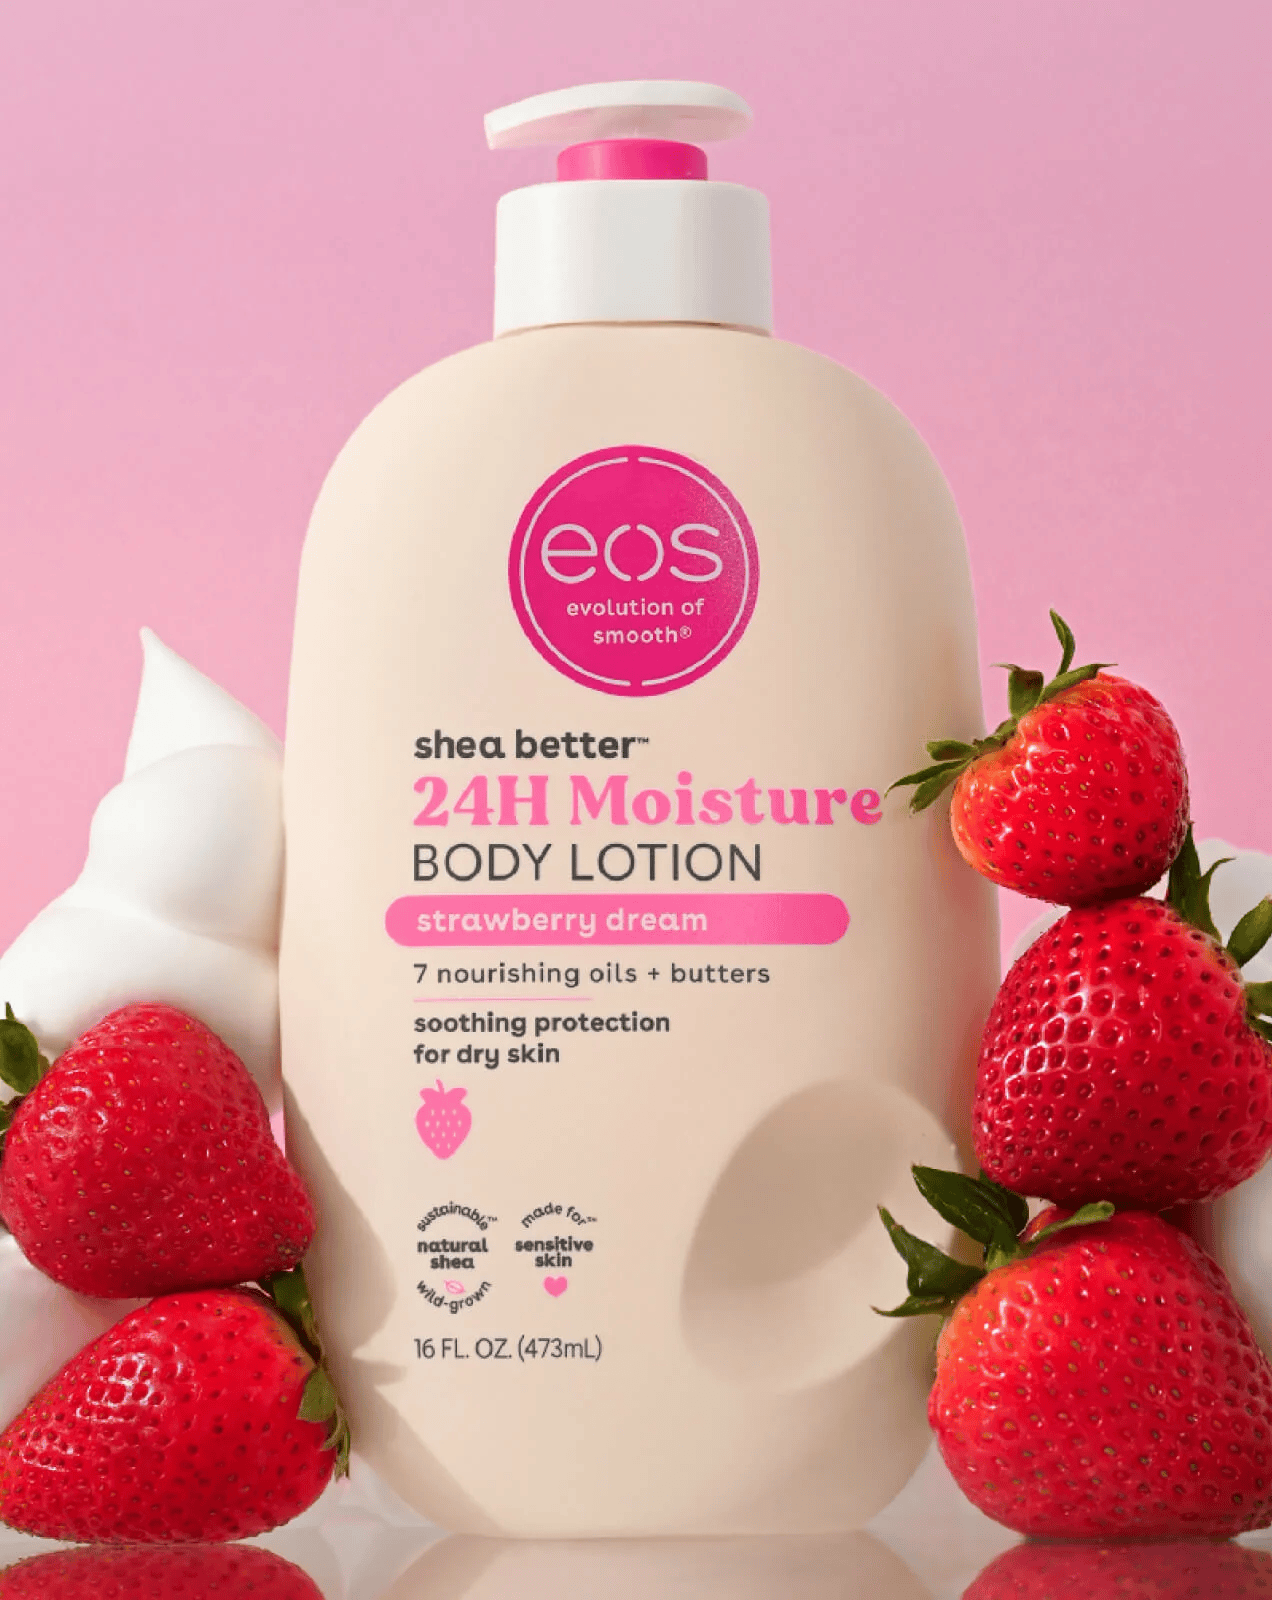 eos
evolution of
smooth®
shea better™
24H Moisture
BODY LOTION
strawberry dream
7 nourishing oils + butters
soothing protection
for dry skin
sustainable™
natural
shea
wild-grown
made for™
sensitive
skin
16 FL. OZ. (473mL)